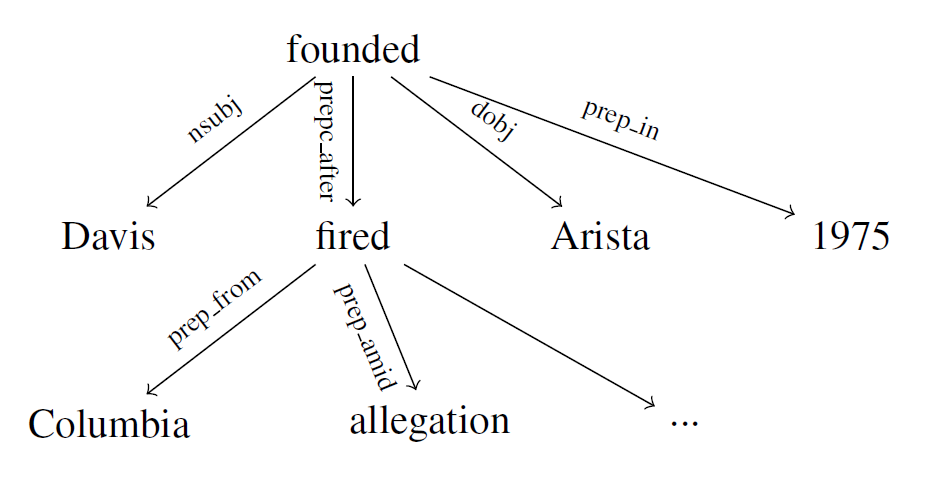 founded
nsubj
prepc_after
dobj
prep_in
Davis
fired
Arista
1975
prep_from
prep_amid
Columbia
allegation
...